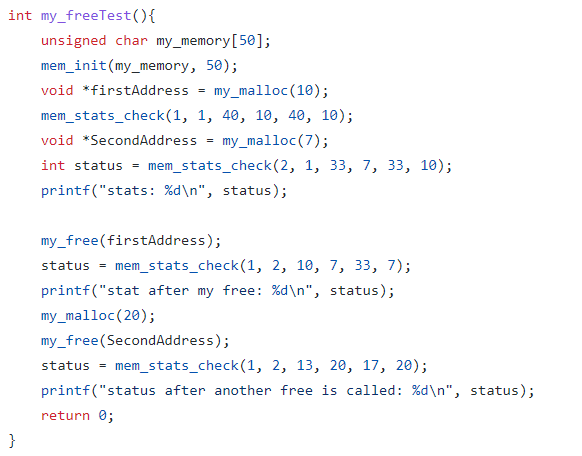 int my_freeTest(){
    unsigned char my_memory[50];
    mem_init(my_memory, 50);
    void *firstAddress = my_malloc(10);
    mem_stats_check(1, 1, 40, 10, 40, 10);
    void *SecondAddress = my_malloc(7);
    int status = mem_stats_check(2, 1, 33, 7, 33, 10);
    printf("stats: %d\n", status);

    my_free(firstAddress);
    status = mem_stats_check(1, 2, 10, 7, 33, 7);
    printf("stat after my free: %d\n", status);
    my_malloc(20);
    my_free(SecondAddress);
    status = mem_stats_check(1, 2, 13, 20, 17, 20);
    printf("status after another free is called: %d\n", status);
    return 0;
}